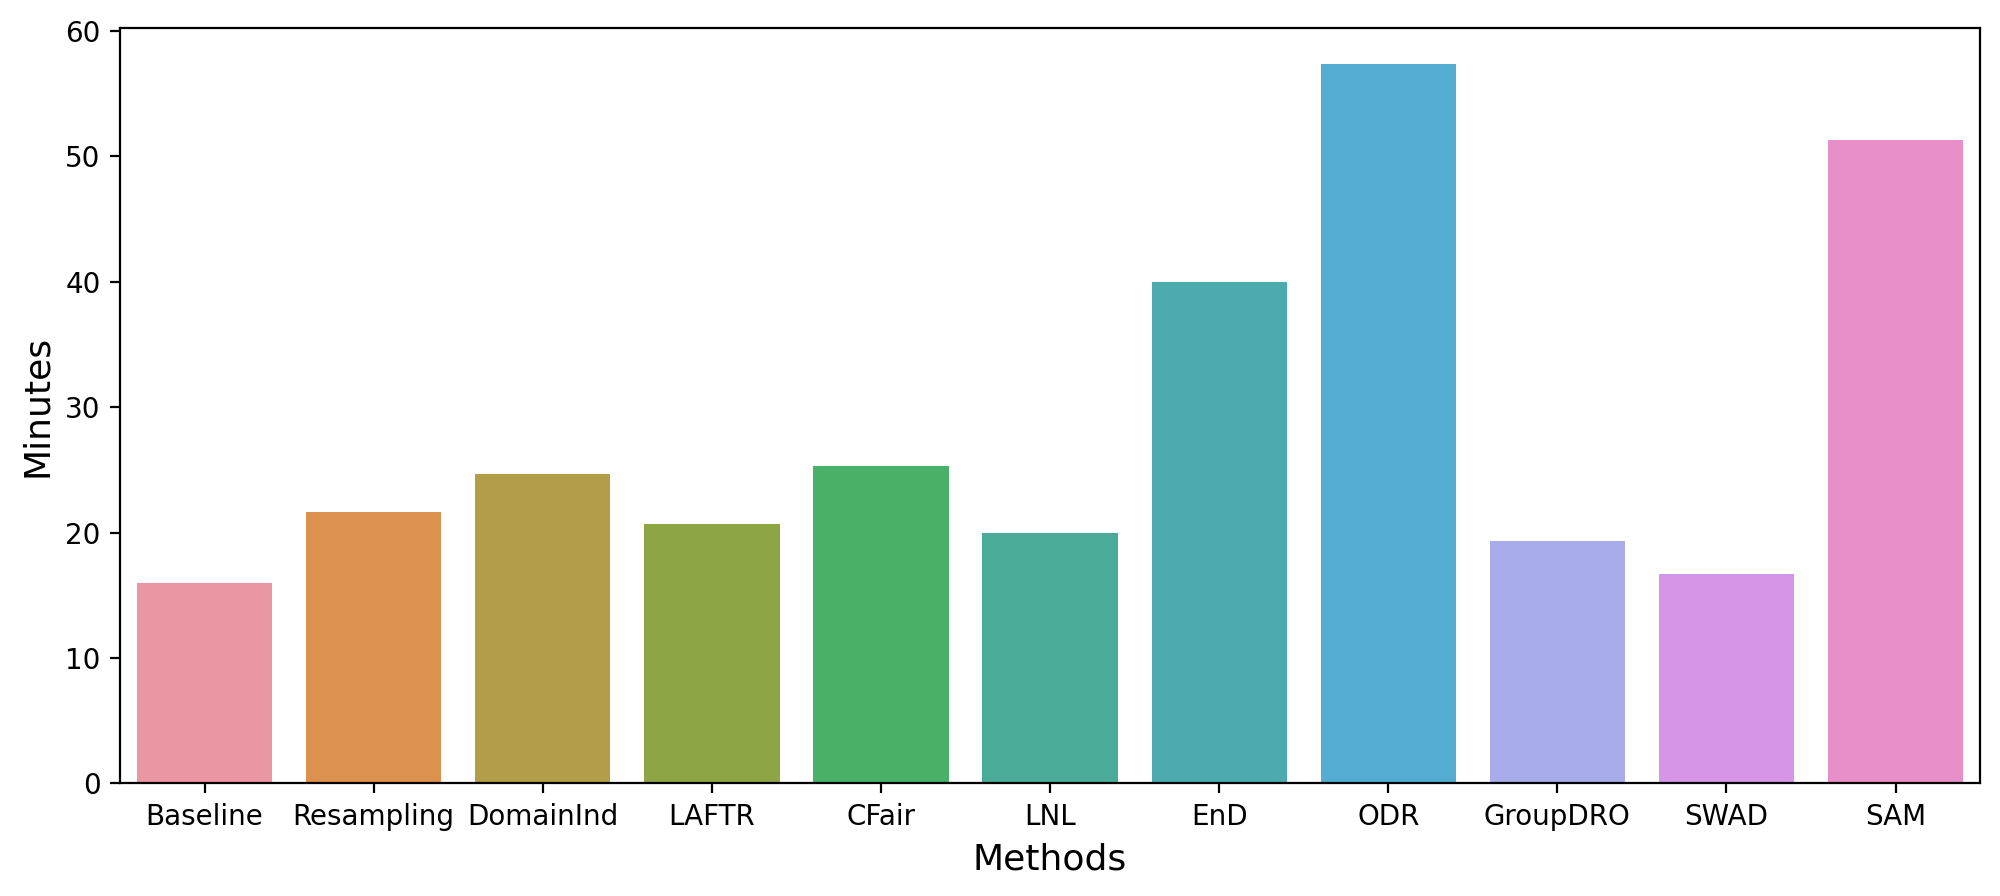 60
50
40
30
20
10
0
Minutes
Baseline Resampling DomainInd LAFTR CFair LNL EnD ODR GroupDRO SWAD SAM
Methods